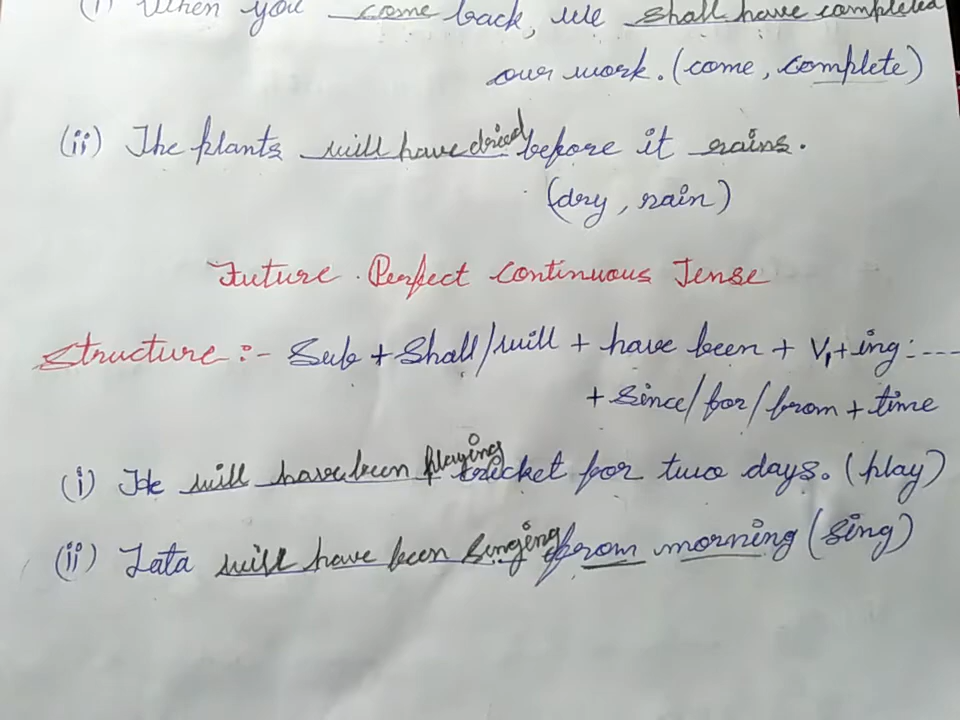 (i) When you come back, we shall have completed
our work. (come, complete)
(ii) The plants will have dried before it rains.
(dry, rain)
Future Perfect Continuous Tense
Structure :- Sub + Shall/will + have been + V1+ing:----
+ since/for/from + time
(i) He will have been playing cricket for two days. (play)
(ii) Lata will have been singing from morning (sing)